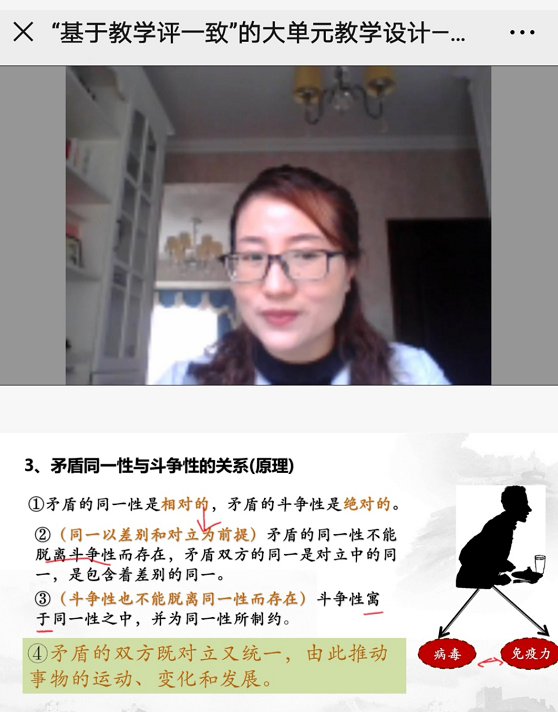 “基于教学评一致”的大单元教学设计—...
3、矛盾同一性与斗争性的关系(原理)
①矛盾的同一性是相对的，矛盾的斗争性是绝对的。
②（同一以差别和对立为前提）矛盾的同一性不能
脱离斗争性而存在，矛盾双方的同一是对立中的同
一，是包含着差别的同一。
③（斗争性也不能脱离同一性而存在）斗争性寓
于同一性之中，并为同一性所制约。
④矛盾的双方既对立又统一，由此推动
事物的运动、变化和发展。
病毒
免疫力